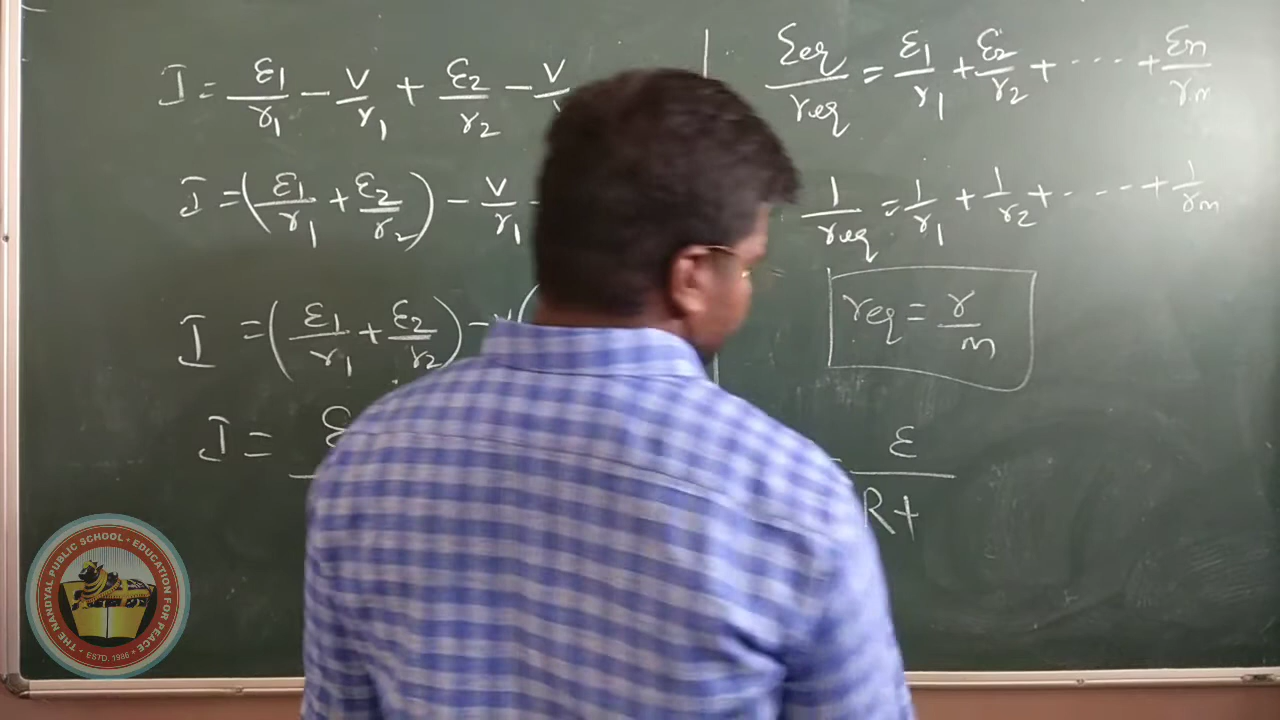 I = ε1/r1 − V/r1 + ε2/r2 − V/
I = (ε1/r1 + ε2/r2) − V/r1 −
I = (ε1/r1 + ε2/r2) − V(
I = ε
εeq/req = ε1/r1 + ε2/r2 + ...... + εn/rn
1/req = 1/r1 + 1/r2 + ...... + 1/rn
req = r/n
ε/R+
THE NANDYAL PUBLIC SCHOOL • EDUCATION FOR PEACE
ESTD. 1986